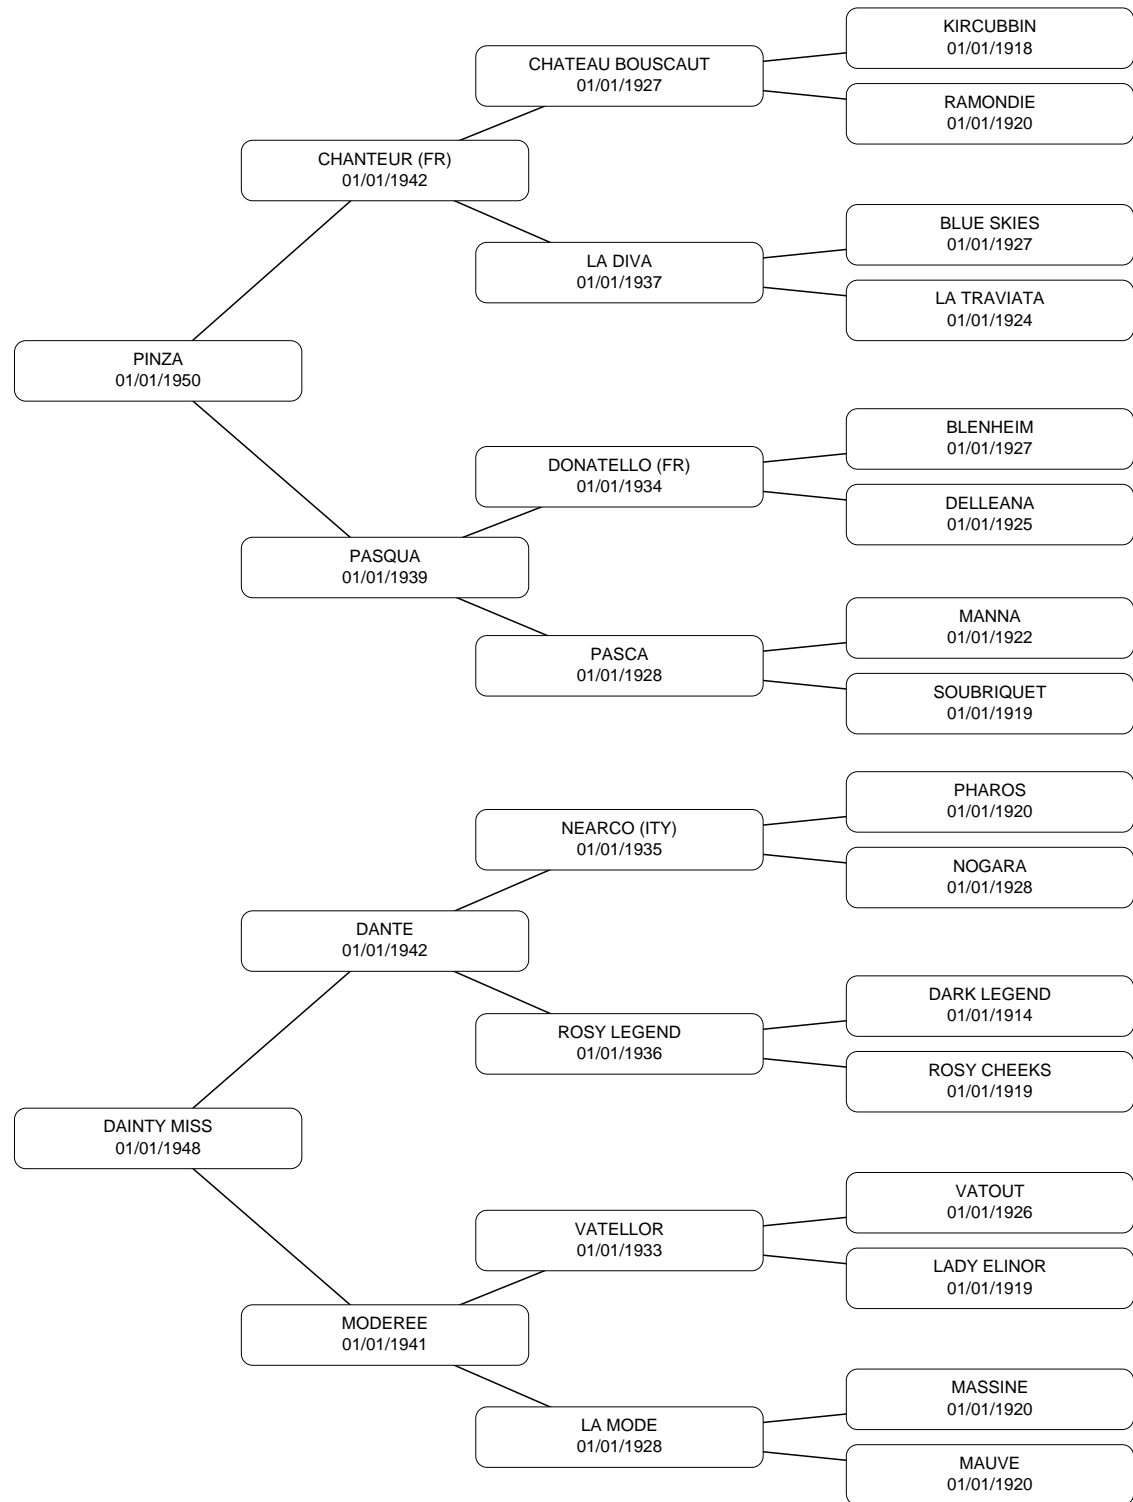 KIRCUBBIN
01/01/1918
CHATEAU BOUSCAUT
01/01/1927
RAMONDIE
01/01/1920
CHANTEUR (FR)
01/01/1942
BLUE SKIES
01/01/1927
LA DIVA
01/01/1937
LA TRAVIATA
01/01/1924
PINZA
01/01/1950
BLENHEIM
01/01/1927
DONATELLO (FR)
01/01/1934
DELLEANA
01/01/1925
PASQUA
01/01/1939
MANNA
01/01/1922
PASCA
01/01/1928
SOUBRIQUET
01/01/1919
PHAROS
01/01/1920
NEARCO (ITY)
01/01/1935
NOGARA
01/01/1928
DANTE
01/01/1942
DARK LEGEND
01/01/1914
ROSY LEGEND
01/01/1936
ROSY CHEEKS
01/01/1919
DAINTY MISS
01/01/1948
VATOUT
01/01/1926
VATELLOR
01/01/1933
LADY ELINOR
01/01/1919
MODEREE
01/01/1941
MASSINE
01/01/1920
LA MODE
01/01/1928
MAUVE
01/01/1920